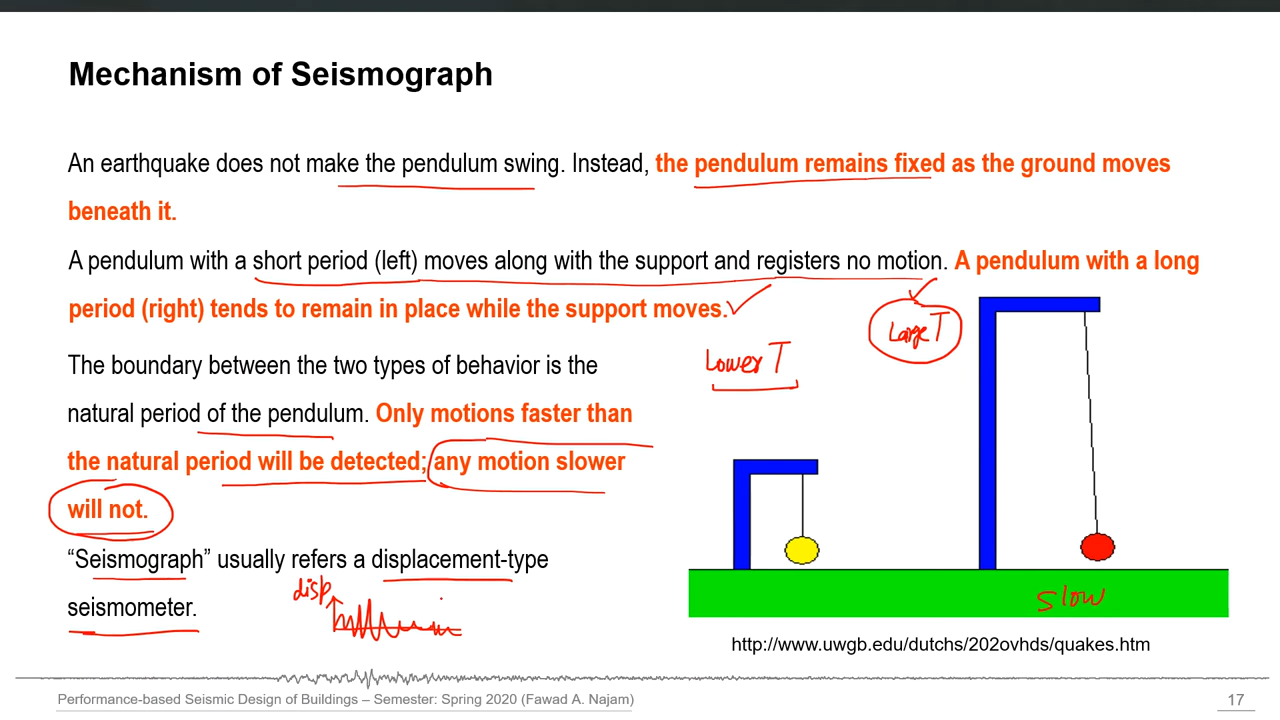 Mechanism of Seismograph
An earthquake does not make the pendulum swing. Instead, the pendulum remains fixed as the ground moves
beneath it.
A pendulum with a short period (left) moves along with the support and registers no motion. A pendulum with a long
period (right) tends to remain in place while the support moves.
Large T
Lower T
The boundary between the two types of behavior is the
natural period of the pendulum. Only motions faster than
the natural period will be detected; any motion slower
will not.
“Seismograph” usually refers a displacement-type
seismometer.
disp
slow
http://www.uwgb.edu/dutchs/202ovhds/quakes.htm
Performance-based Seismic Design of Buildings – Semester: Spring 2020 (Fawad A. Najam)
17